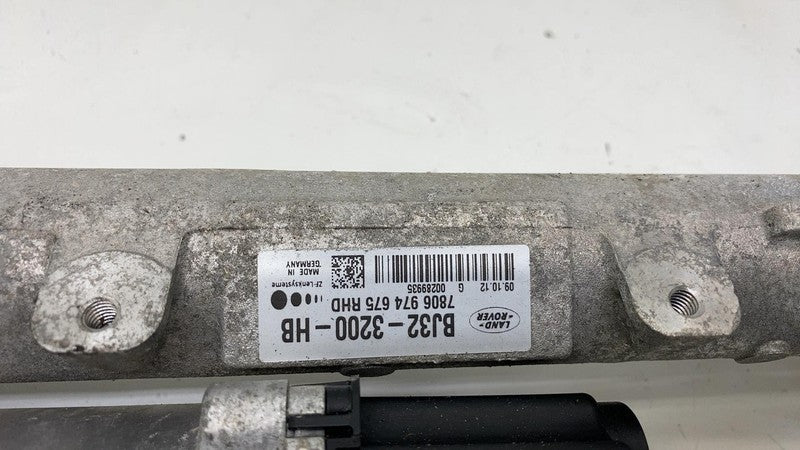 LAND
ROVER
BJ32-3200-HB
7806 974 675 RHD
G 00289935
09.10.12
ZF-Lenksysteme
MADE IN
GERMANY